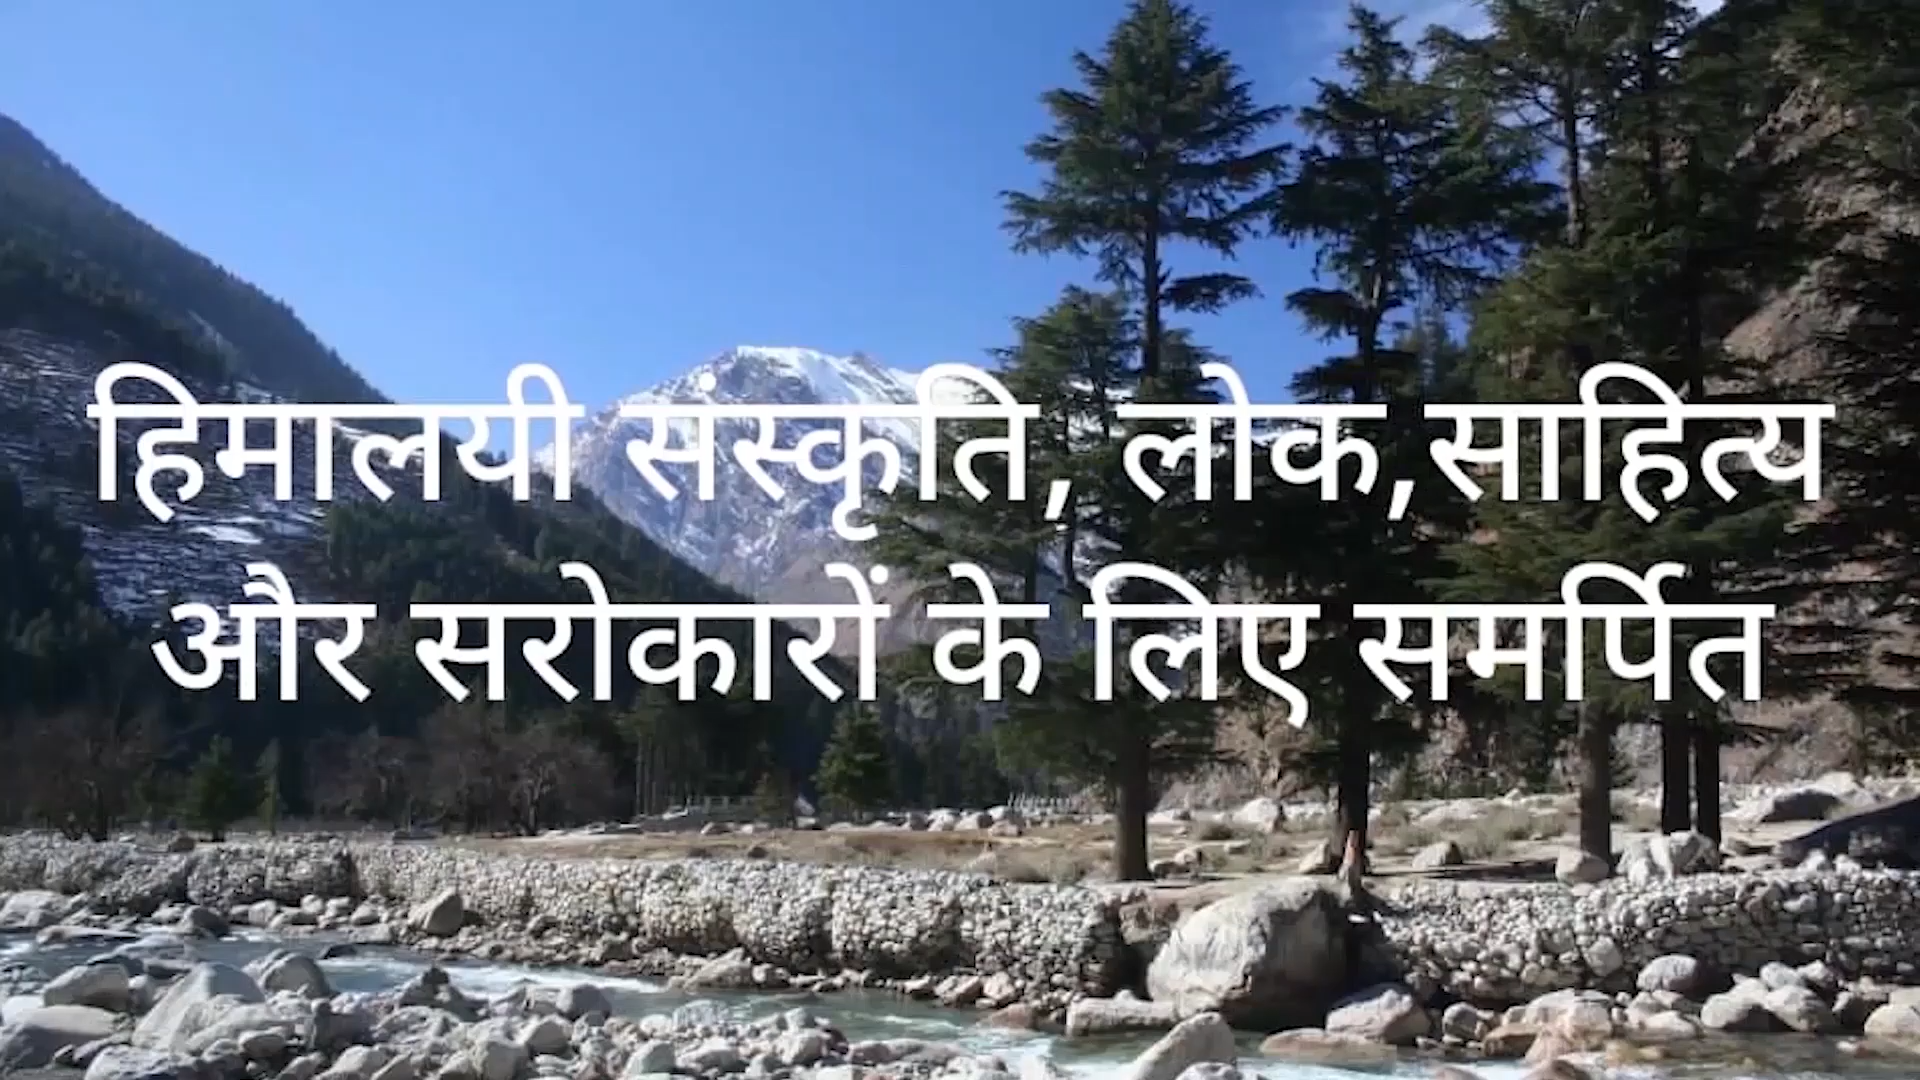 हिमालयी संस्कृति, लोक,साहित्य
और सरोकारों के लिए समर्पित